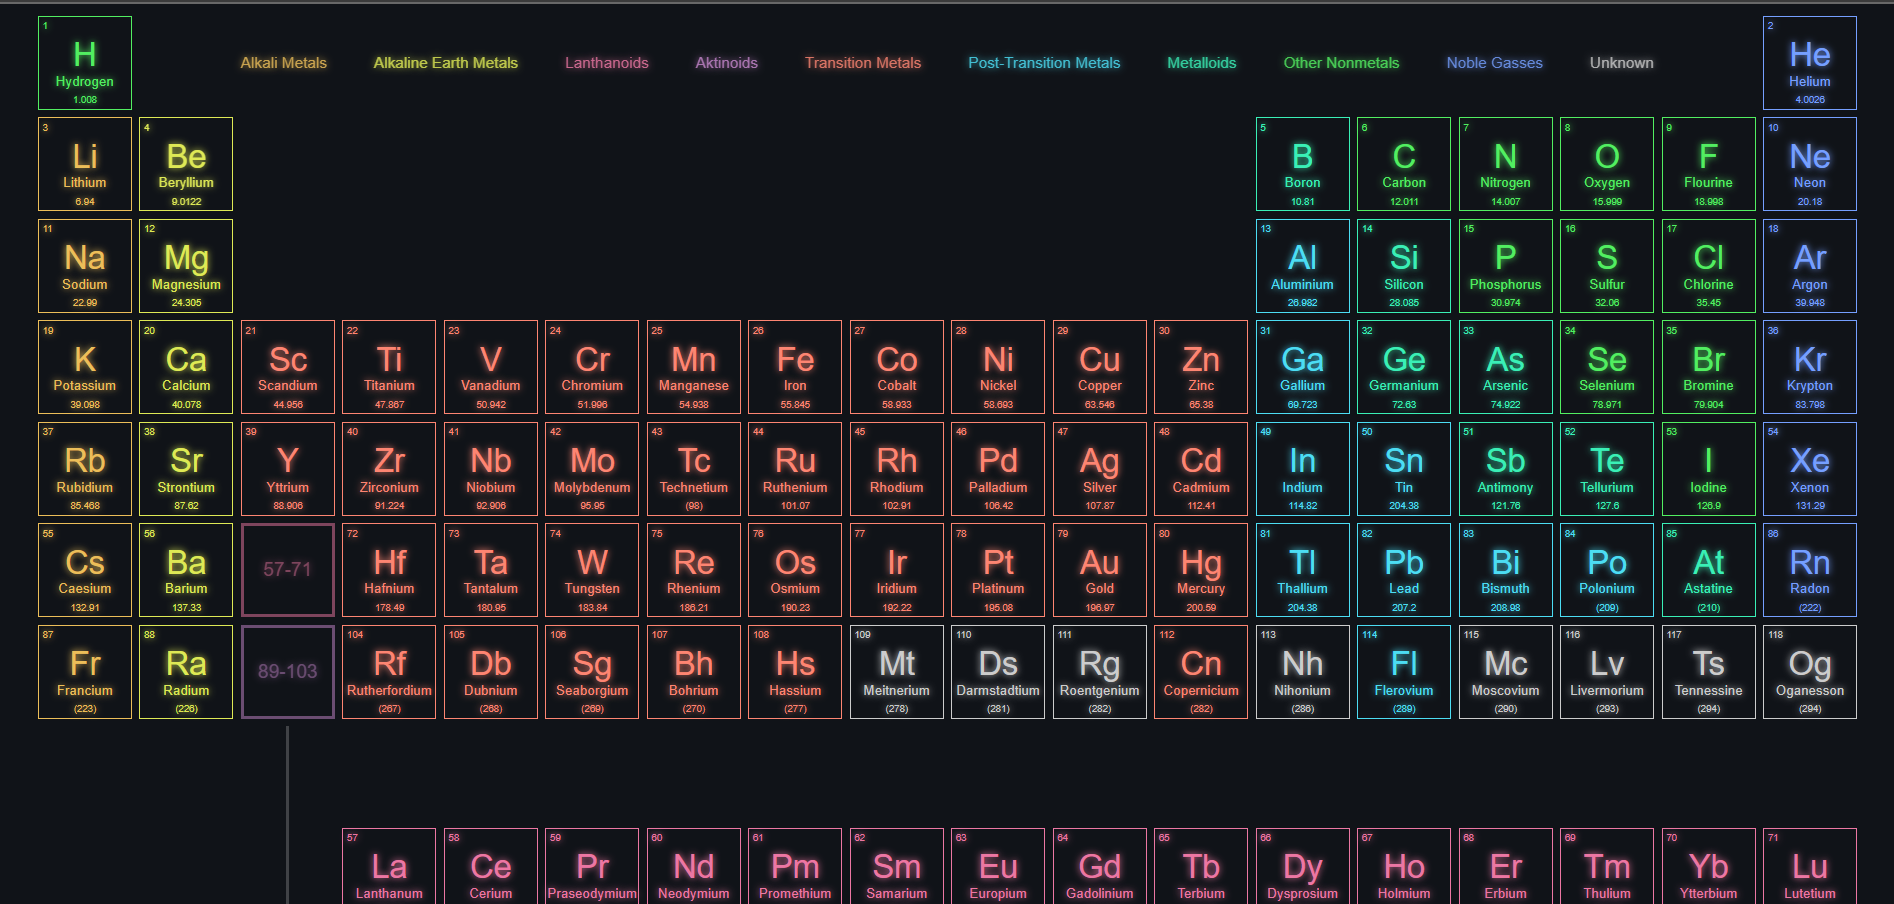 1
H
Hydrogen
1.008
Alkali Metals
Alkaline Earth Metals
Lanthanoids
Aktinoids
Transition Metals
Post-Transition Metals
Metalloids
Other Nonmetals
Noble Gasses
Unknown
2
He
Helium
4.0026
3
Li
Lithium
6.94
4
Be
Beryllium
9.0122
5
B
Boron
10.81
6
C
Carbon
12.011
7
N
Nitrogen
14.007
8
O
Oxygen
15.999
9
F
Flourine
18.998
10
Ne
Neon
20.18
11
Na
Sodium
22.99
12
Mg
Magnesium
24.305
13
Al
Aluminium
26.982
14
Si
Silicon
28.085
15
P
Phosphorus
30.974
16
S
Sulfur
32.06
17
Cl
Chlorine
35.45
18
Ar
Argon
39.948
19
K
Potassium
39.098
20
Ca
Calcium
40.078
21
Sc
Scandium
44.956
22
Ti
Titanium
47.867
23
V
Vanadium
50.942
24
Cr
Chromium
51.996
25
Mn
Manganese
54.938
26
Fe
Iron
55.845
27
Co
Cobalt
58.933
28
Ni
Nickel
58.693
29
Cu
Copper
63.546
30
Zn
Zinc
65.38
31
Ga
Gallium
69.723
32
Ge
Germanium
72.63
33
As
Arsenic
74.922
34
Se
Selenium
78.971
35
Br
Bromine
79.904
36
Kr
Krypton
83.798
37
Rb
Rubidium
85.468
38
Sr
Strontium
87.62
39
Y
Yttrium
88.906
40
Zr
Zirconium
91.224
41
Nb
Niobium
92.906
42
Mo
Molybdenum
95.95
43
Tc
Technetium
(98)
44
Ru
Ruthenium
101.07
45
Rh
Rhodium
102.91
46
Pd
Palladium
106.42
47
Ag
Silver
107.87
48
Cd
Cadmium
112.41
49
In
Indium
114.82
50
Sn
Tin
204.38
51
Sb
Antimony
121.76
52
Te
Tellurium
127.6
53
I
Iodine
126.9
54
Xe
Xenon
131.29
55
Cs
Caesium
132.91
56
Ba
Barium
137.33
57-71
72
Hf
Hafnium
178.49
73
Ta
Tantalum
180.95
74
W
Tungsten
183.84
75
Re
Rhenium
186.21
76
Os
Osmium
190.23
77
Ir
Iridium
192.22
78
Pt
Platinum
195.08
79
Au
Gold
196.97
80
Hg
Mercury
200.59
81
Tl
Thallium
204.38
82
Pb
Lead
207.2
83
Bi
Bismuth
208.98
84
Po
Polonium
(209)
85
At
Astatine
(210)
86
Rn
Radon
(222)
87
Fr
Francium
(223)
88
Ra
Radium
(226)
89-103
104
Rf
Rutherfordium
(267)
105
Db
Dubnium
(268)
106
Sg
Seaborgium
(269)
107
Bh
Bohrium
(270)
108
Hs
Hassium
(277)
109
Mt
Meitnerium
(278)
110
Ds
Darmstadtium
(281)
111
Rg
Roentgenium
(282)
112
Cn
Copernicium
(282)
113
Nh
Nihonium
(286)
114
Fl
Flerovium
(289)
115
Mc
Moscovium
(290)
116
Lv
Livermorium
(293)
117
Ts
Tennessine
(294)
118
Og
Oganesson
(294)
57
La
Lanthanum
58
Ce
Cerium
59
Pr
Praseodymium
60
Nd
Neodymium
61
Pm
Promethium
62
Sm
Samarium
63
Eu
Europium
64
Gd
Gadolinium
65
Tb
Terbium
66
Dy
Dysprosium
67
Ho
Holmium
68
Er
Erbium
69
Tm
Thulium
70
Yb
Ytterbium
71
Lu
Lutetium